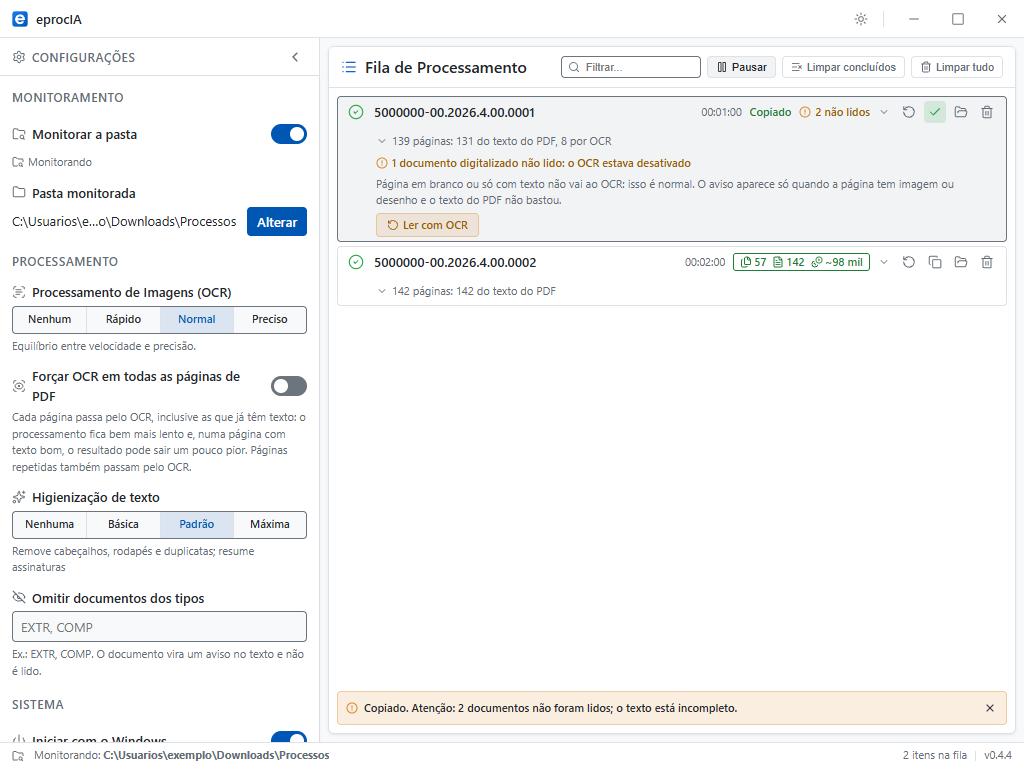 eprocIA
CONFIGURAÇÕES
MONITORAMENTO
Monitorar a pasta
Monitorando
Pasta monitorada
C:\Usuarios\e...o\Downloads\Processos
Alterar
PROCESSAMENTO
Processamento de Imagens (OCR)
Nenhum Rápido Normal Preciso
Equilíbrio entre velocidade e precisão.
Forçar OCR em todas as páginas de
PDF
Cada página passa pelo OCR, inclusive as que já têm texto: o
processamento fica bem mais lento e, numa página com
texto bom, o resultado pode sair um pouco pior. Páginas
repetidas também passam pelo OCR.
Higienização de texto
Nenhuma Básica Padrão Máxima
Remove cabeçalhos, rodapés e duplicatas; resume
assinaturas
Omitir documentos dos tipos
EXTR, COMP
Ex.: EXTR, COMP. O documento vira um aviso no texto e não
é lido.
SISTEMA
Iniciar com o Windows
Fila de Processamento
Filtrar...
Pausar
Limpar concluídos
Limpar tudo
5000000-00.2026.4.00.0001
00:01:00 Copiado 2 não lidos
139 páginas: 131 do texto do PDF, 8 por OCR
1 documento digitalizado não lido: o OCR estava desativado
Página em branco ou só com texto não vai ao OCR: isso é normal. O aviso aparece só quando a página tem imagem ou
desenho e o texto do PDF não bastou.
Ler com OCR
5000000-00.2026.4.00.0002
00:02:00 57 142 ~98 mil
142 páginas: 142 do texto do PDF
Copiado. Atenção: 2 documentos não foram lidos; o texto está incompleto.
Monitorando: C:\Usuarios\exemplo\Downloads\Processos
2 itens na fila v0.4.4